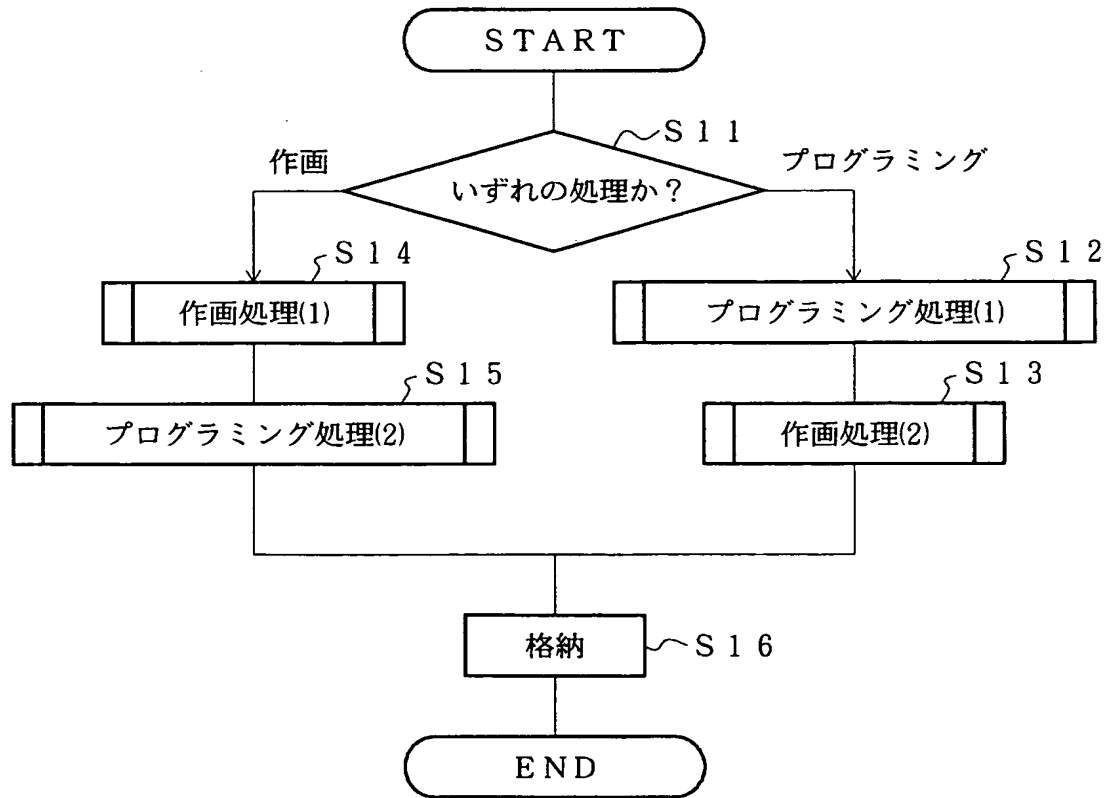 START
S11
作画
プログラミング
いずれの処理か？
S14
S12
作画処理(1)
プログラミング処理(1)
S15
S13
プログラミング処理(2)
作画処理(2)
格納
S16
END